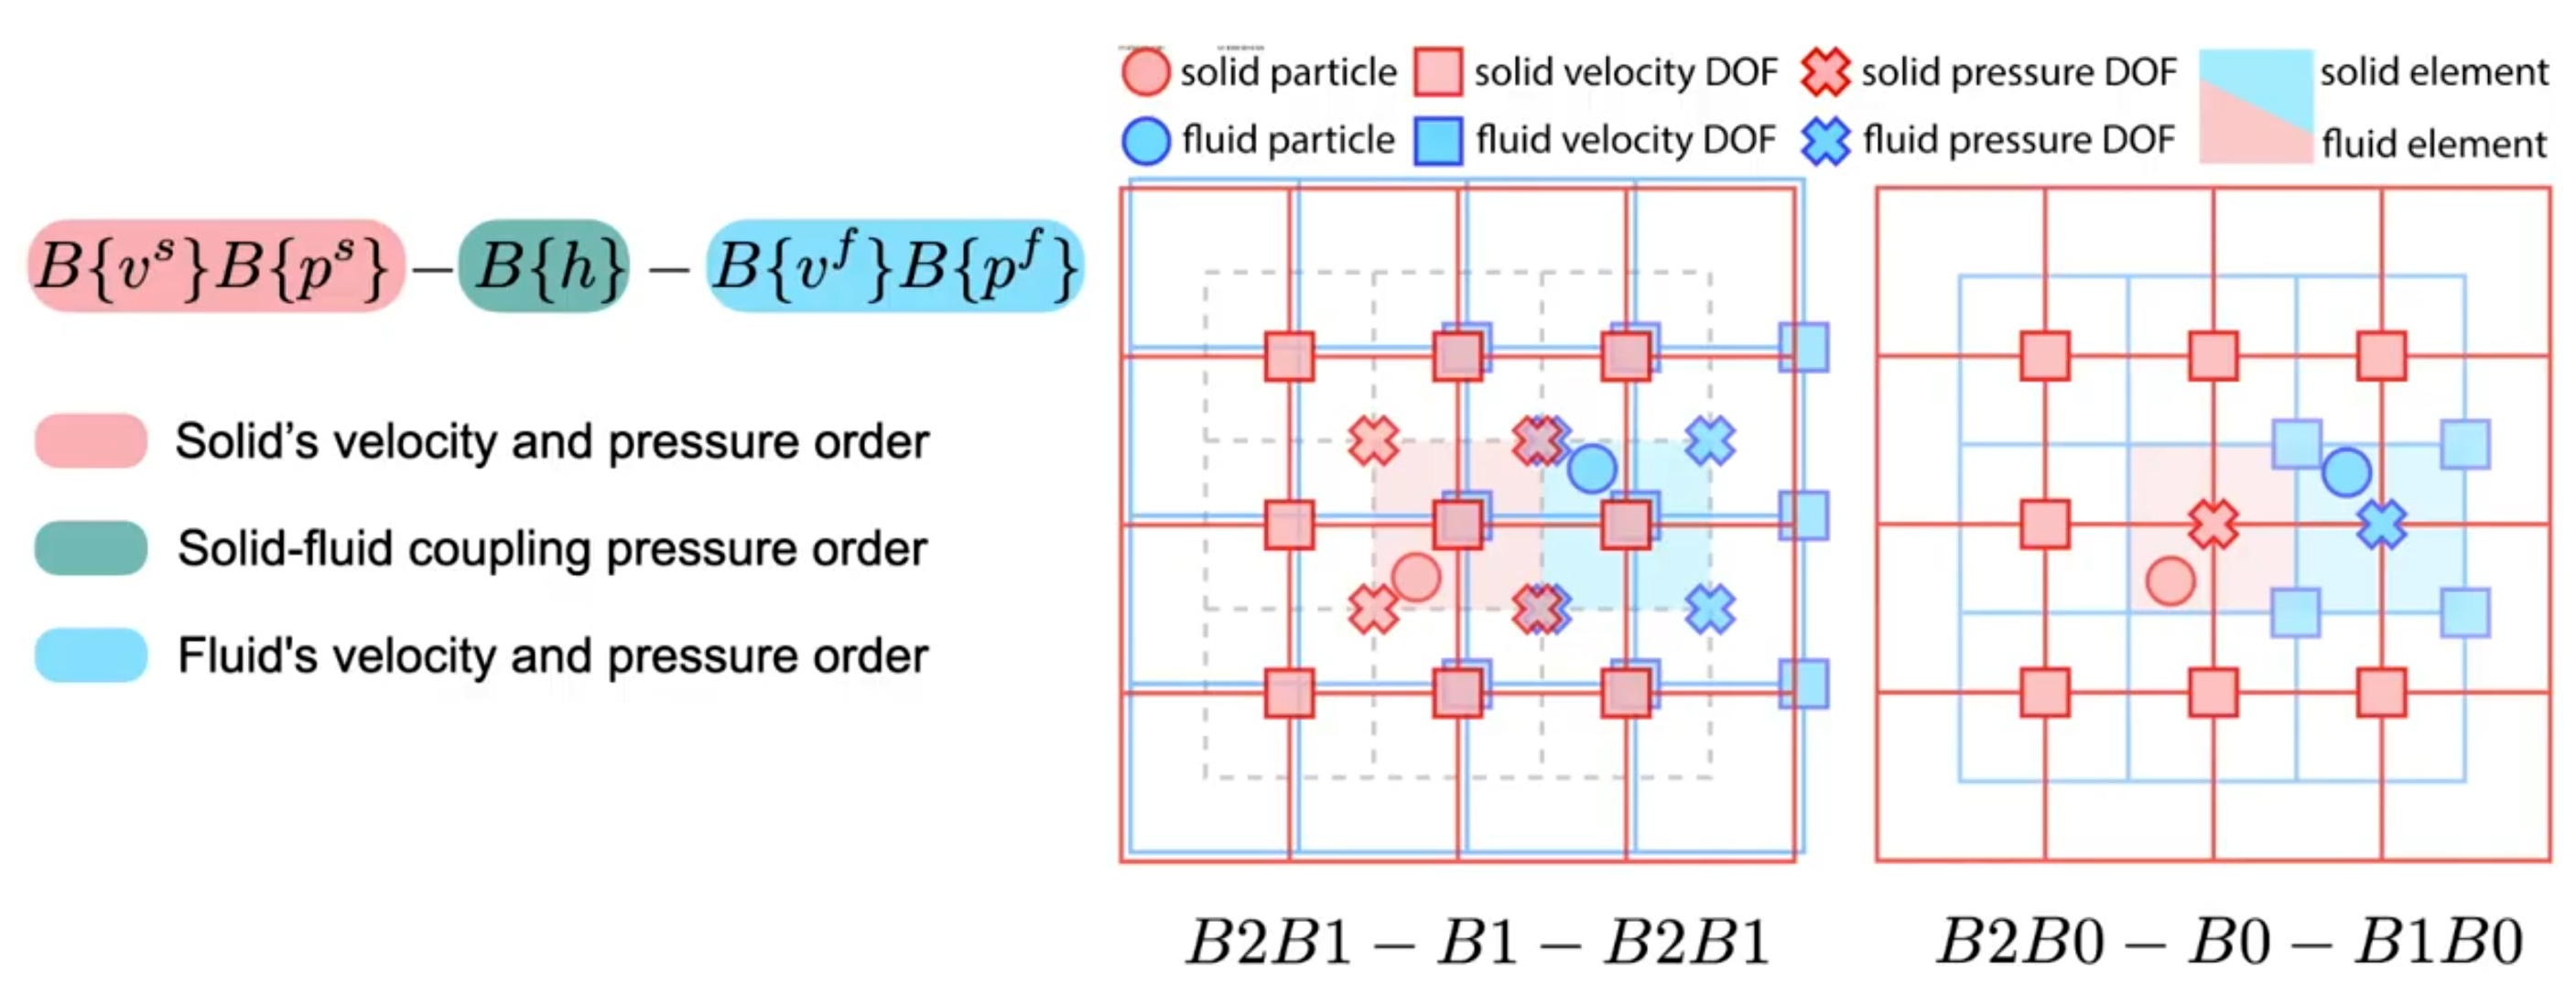 solid particle solid velocity DOF solid pressure DOF solid element
fluid particle fluid velocity DOF fluid pressure DOF fluid element
B{v^s}B{p^s} – B{h} – B{v^f}B{p^f}
Solid’s velocity and pressure order
Solid-fluid coupling pressure order
Fluid's velocity and pressure order
B2B1 – B1 – B2B1
B2B0 – B0 – B1B0